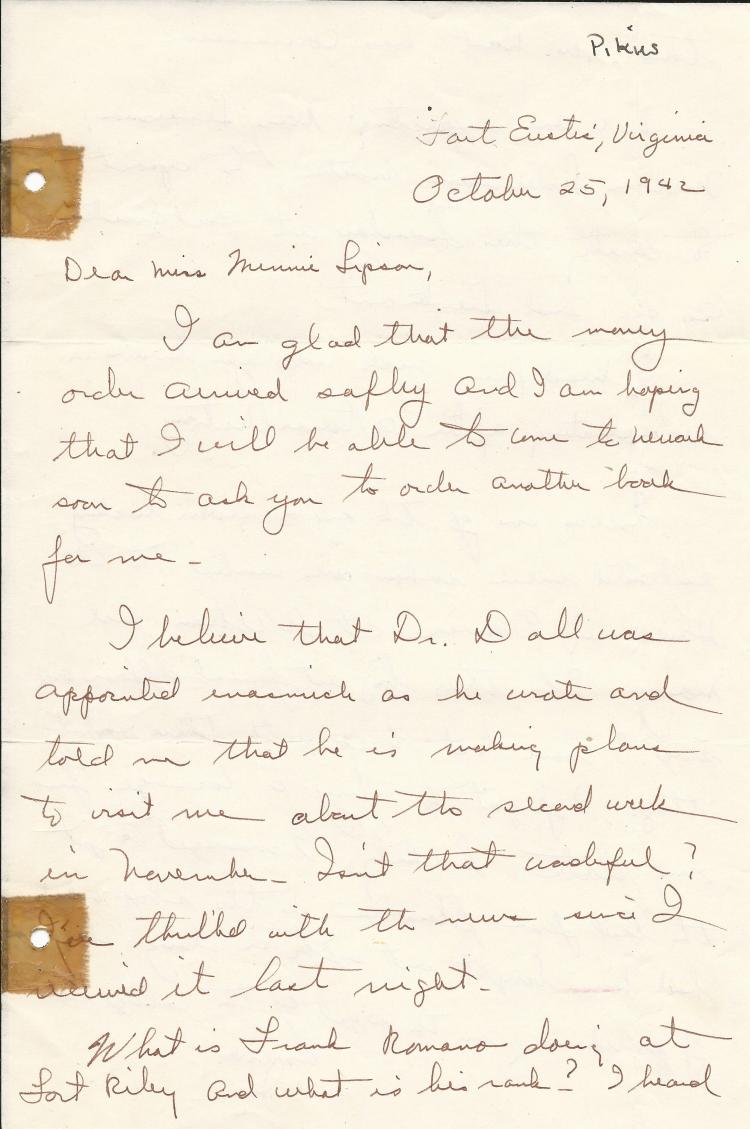 Pitkus
Fort Eustis, Virginia
October 25, 1942
Dear Miss Minnie Lipson,
I am glad that the money
order arrived saftly and I am hoping
that I will be able to come to Newark
soon to ask you to order another book
for me -
I believe that Dr. Dall was
appointed inasmuch as he wrote and
told me that he is making plans
to visit me about the second week
in November - Isn't that wonderful?
I'm thrilled with the news since I
received it last night.
What is Frank Romano doing at
Fort Riley and what is his rank? I heard